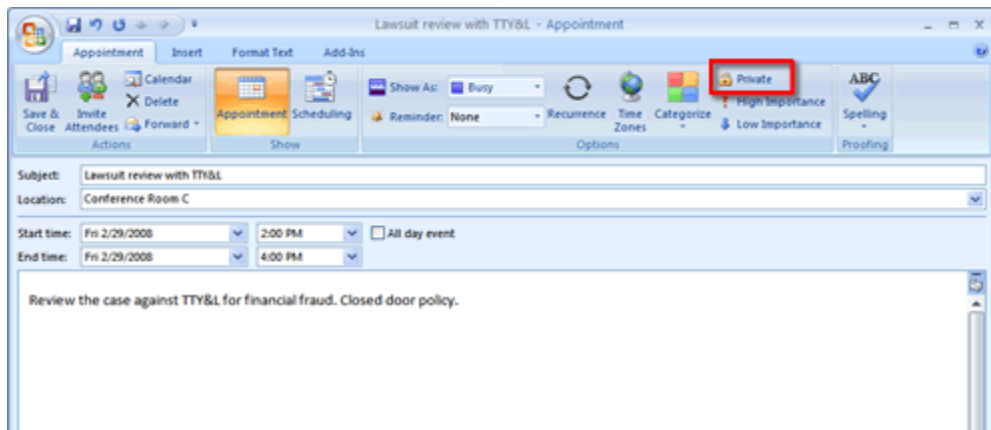 Lawsuit review with TTY&L - Appointment
Appointment Insert Format Text Add-Ins
Save & Close
Invite Attendees
Calendar
Delete
Forward
Actions
Appointment Scheduling
Show
Show As: Busy
Reminder: None
Recurrence
Time Zones
Categorize
Private
High Importance
Low Importance
Options
ABC
Spelling
Proofing
Subject: Lawsuit review with TTY&L
Location: Conference Room C
Start time: Fri 2/29/2008 2:00 PM All day event
End time: Fri 2/29/2008 4:00 PM
Review the case against TTY&L for financial fraud. Closed door policy.